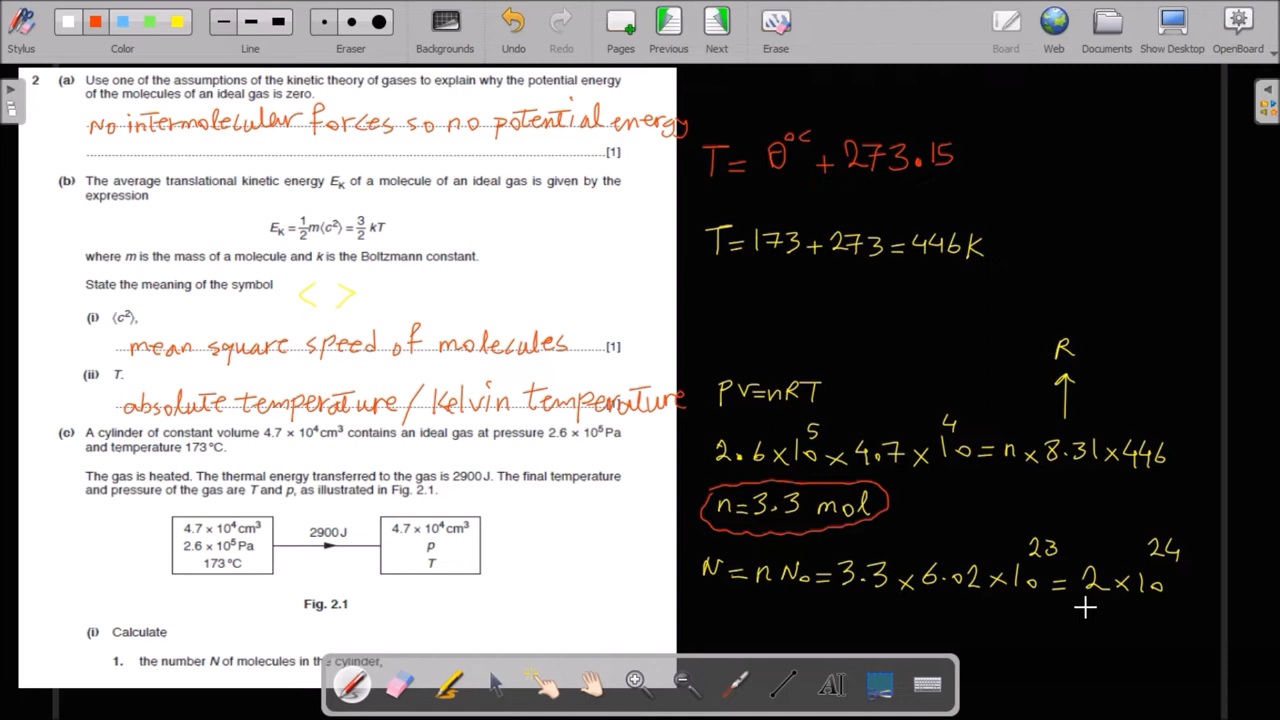 Stylus
Color
Line
Eraser
Backgrounds
Undo
Redo
Pages
Previous
Next
Erase
Board
Web
Documents
Show Desktop
OpenBoard
2 (a) Use one of the assumptions of the kinetic theory of gases to explain why the potential energy
of the molecules of an ideal gas is zero.
No intermolecular forces so no potential energy
[1]
(b) The average translational kinetic energy EK of a molecule of an ideal gas is given by the
expression
EK = 1/2 m⟨c²⟩ = 3/2 kT
where m is the mass of a molecule and k is the Boltzmann constant.
State the meaning of the symbol
< >
(i) ⟨c²⟩,
mean square speed of molecules [1]
(ii) T.
absolute temperature / Kelvin temperature
(c) A cylinder of constant volume 4.7 × 10⁴ cm³ contains an ideal gas at pressure 2.6 × 10⁵ Pa
and temperature 173 °C.
The gas is heated. The thermal energy transferred to the gas is 2900 J. The final temperature
and pressure of the gas are T and p, as illustrated in Fig. 2.1.
4.7 × 10⁴ cm³
2.6 × 10⁵ Pa
173 °C
2900 J
4.7 × 10⁴ cm³
p
T
Fig. 2.1
(i) Calculate
1. the number N of molecules in the cylinder,
T = θ°C + 273.15
T = 173 + 273 = 446 K
R
PV = nRT
2.6 × 10⁵ × 4.7 × 10⁴ = n × 8.31 × 446
n = 3.3 mol
N = n N₀ = 3.3 × 6.02 × 10²³ = 2 × 10²⁴
AI